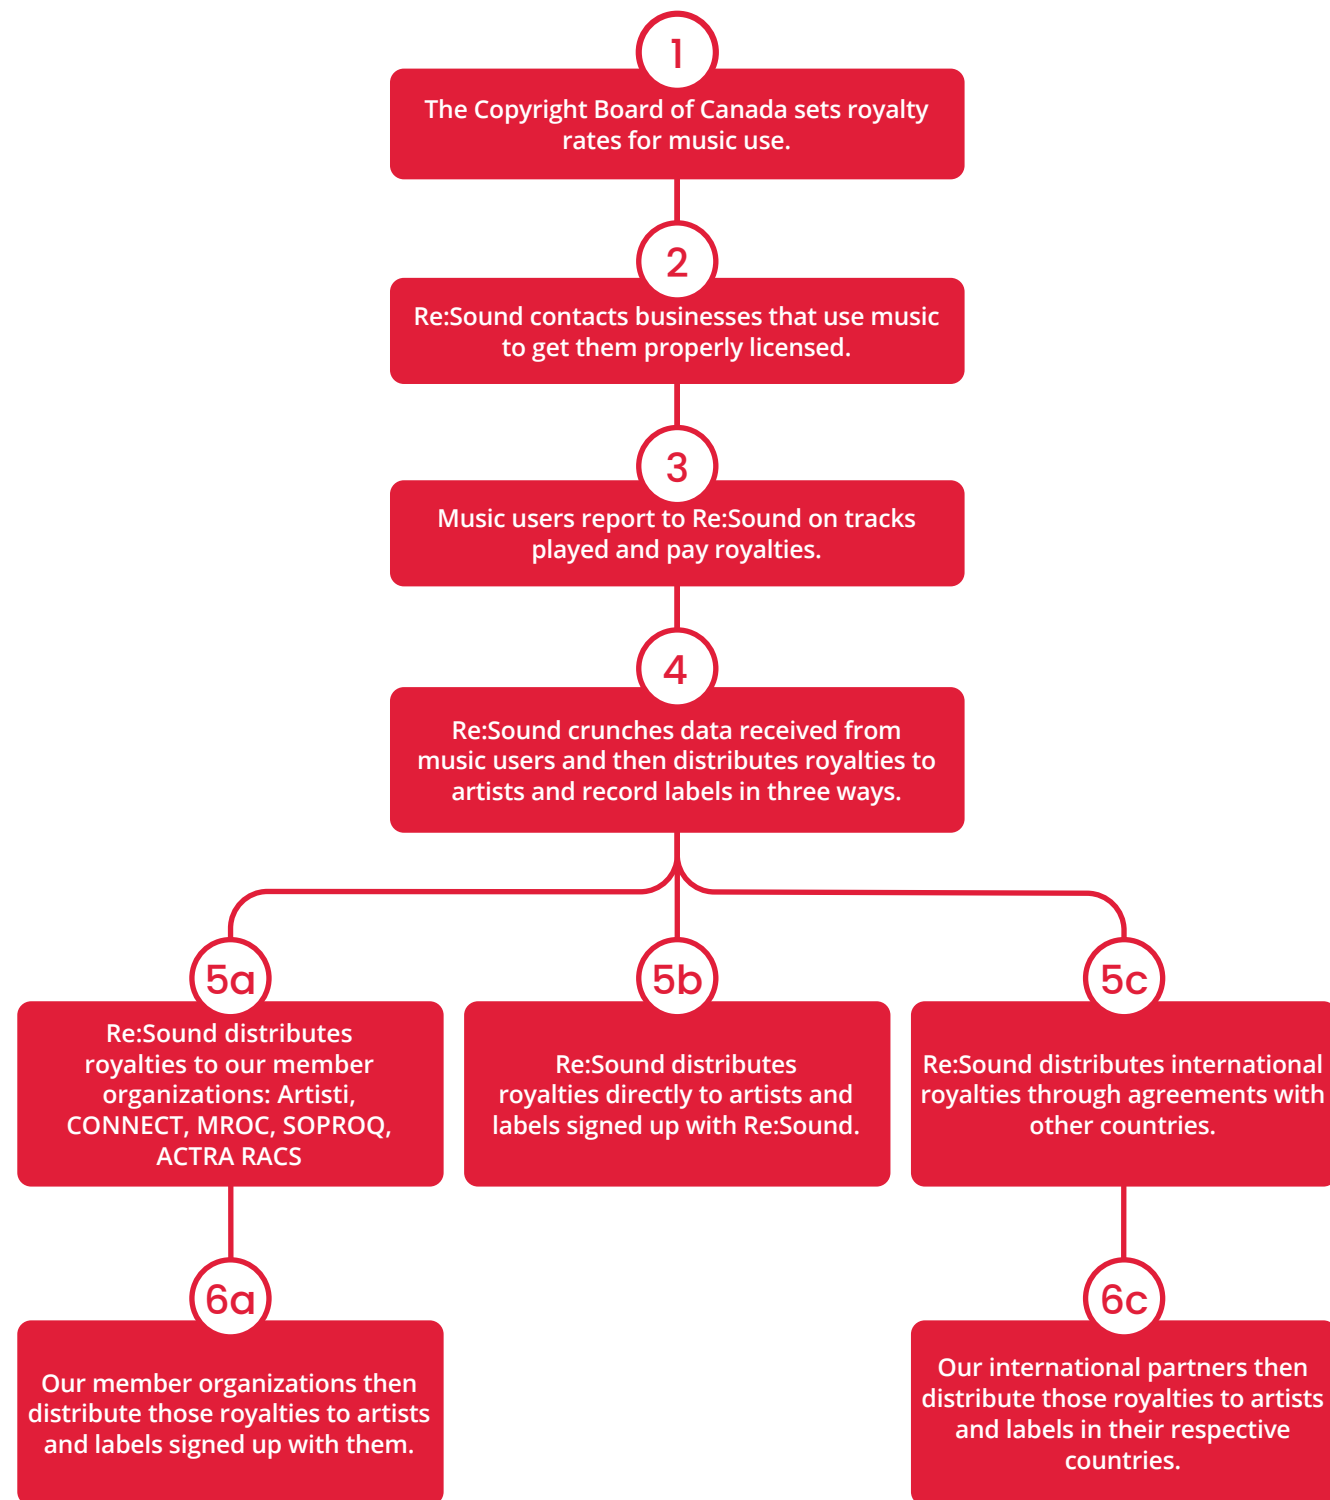 1
The Copyright Board of Canada sets royalty
rates for music use.
2
Re:Sound contacts businesses that use music
to get them properly licensed.
3
Music users report to Re:Sound on tracks
played and pay royalties.
4
Re:Sound crunches data received from
music users and then distributes royalties to
artists and record labels in three ways.
5a
Re:Sound distributes
royalties to our member
organizations: Artisti,
CONNECT, MROC, SOPROQ,
ACTRA RACS
5b
Re:Sound distributes
royalties directly to artists and
labels signed up with Re:Sound.
5c
Re:Sound distributes international
royalties through agreements with
other countries.
6a
Our member organizations then
distribute those royalties to artists
and labels signed up with them.
6c
Our international partners then
distribute those royalties to artists
and labels in their respective
countries.